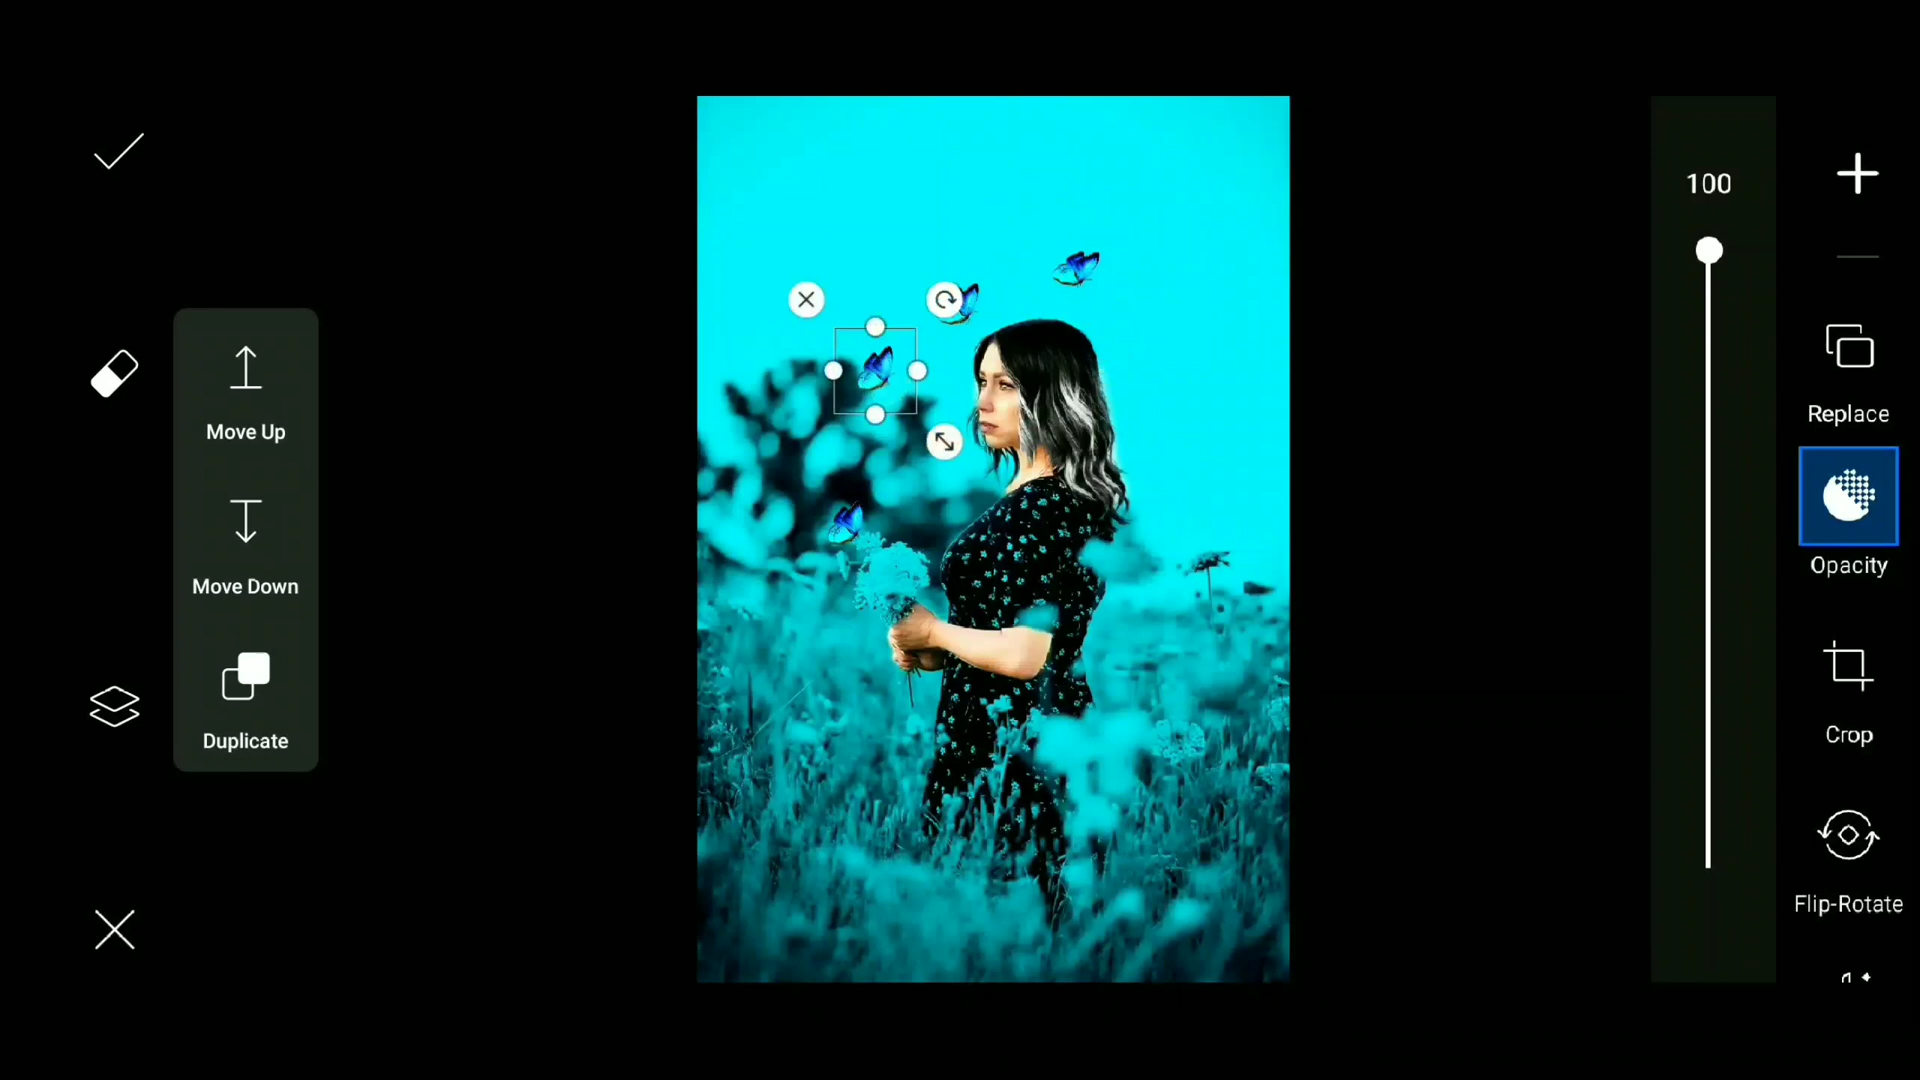 Move Up
Move Down
Duplicate
100
Replace
Opacity
Crop
Flip-Rotate